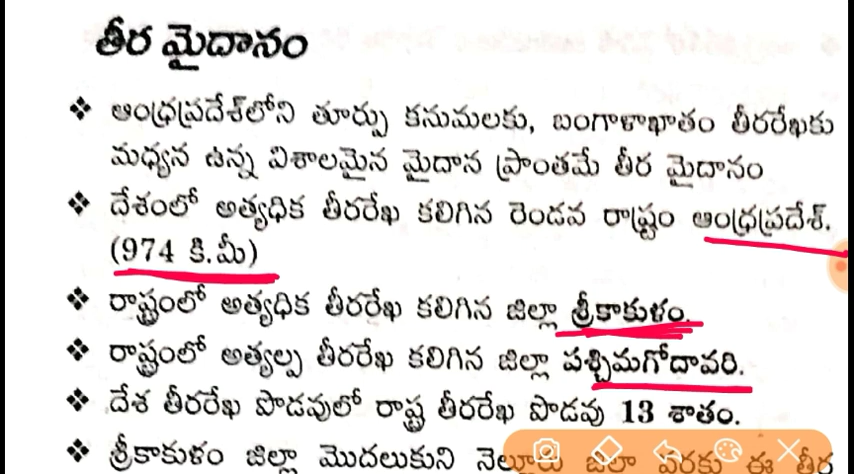 తీర మైదానం
❖ ఆంధ్రప్రదేశ్‌లోని తూర్పు కనుమలకు, బంగాళాఖాతం తీరరేఖకు
మధ్యన ఉన్న విశాలమైన మైదాన ప్రాంతమే తీర మైదానం
❖ దేశంలో అత్యధిక తీరరేఖ కలిగిన రెండవ రాష్ట్రం ఆంధ్రప్రదేశ్.
(974 కి.మీ)
❖ రాష్ట్రంలో అత్యధిక తీరరేఖ కలిగిన జిల్లా శ్రీకాకుళం.
❖ రాష్ట్రంలో అత్యల్ప తీరరేఖ కలిగిన జిల్లా పశ్చిమగోదావరి.
❖ దేశ తీరరేఖ పొడవులో రాష్ట్ర తీరరేఖ పొడవు 13 శాతం.
❖ శ్రీకాకుళం జిల్లా మొదలుకుని ఈ తీర